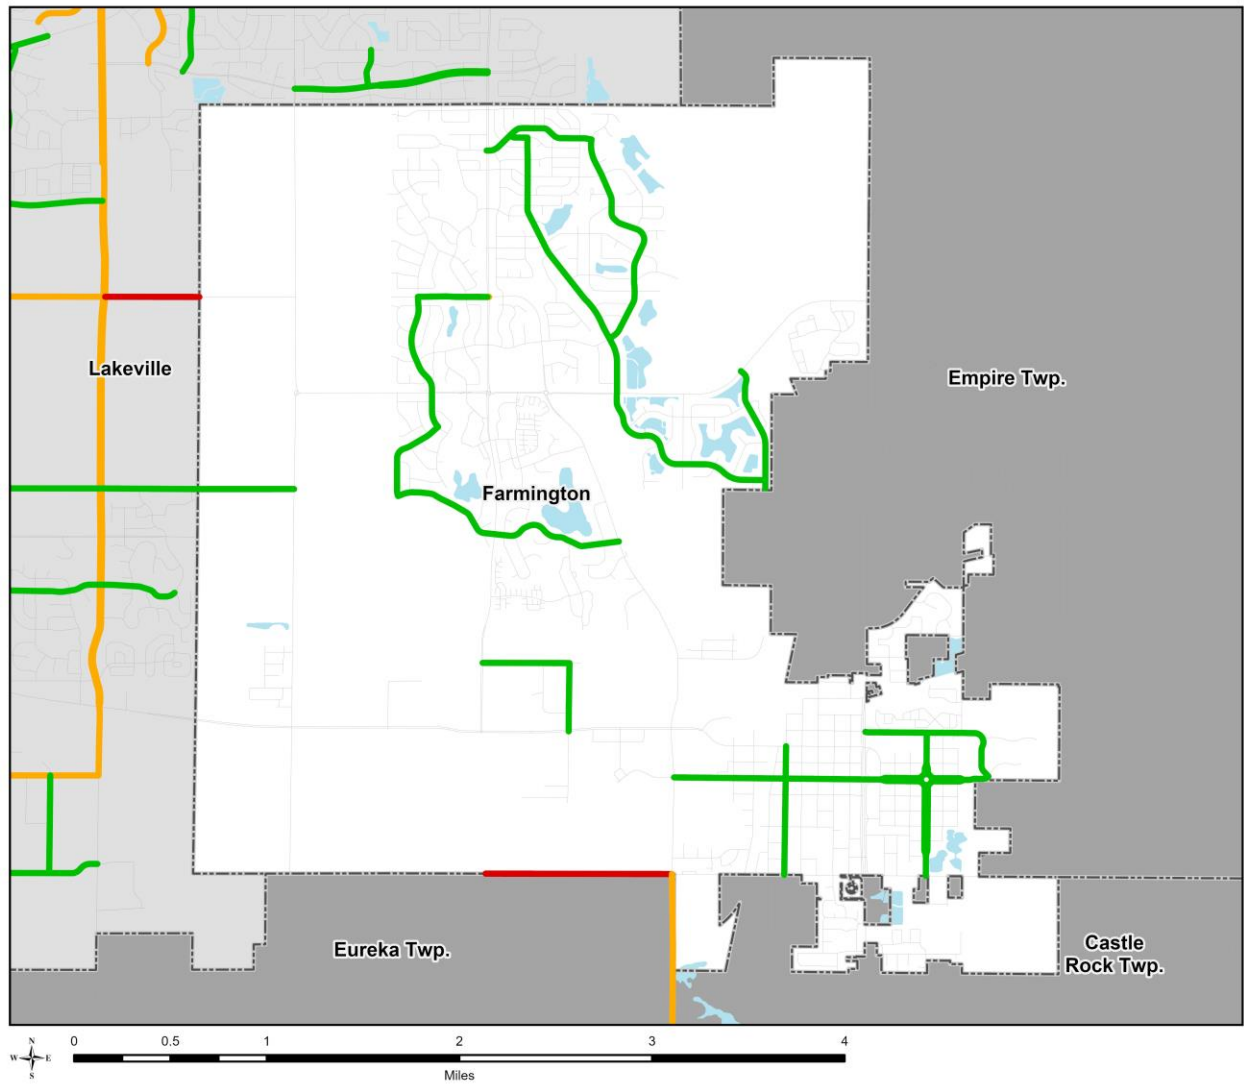 Lakeville
Empire Twp.
Farmington
Eureka Twp.
Castle
Rock Twp.
N
W E
S
0 0.5 1 2 3 4
Miles